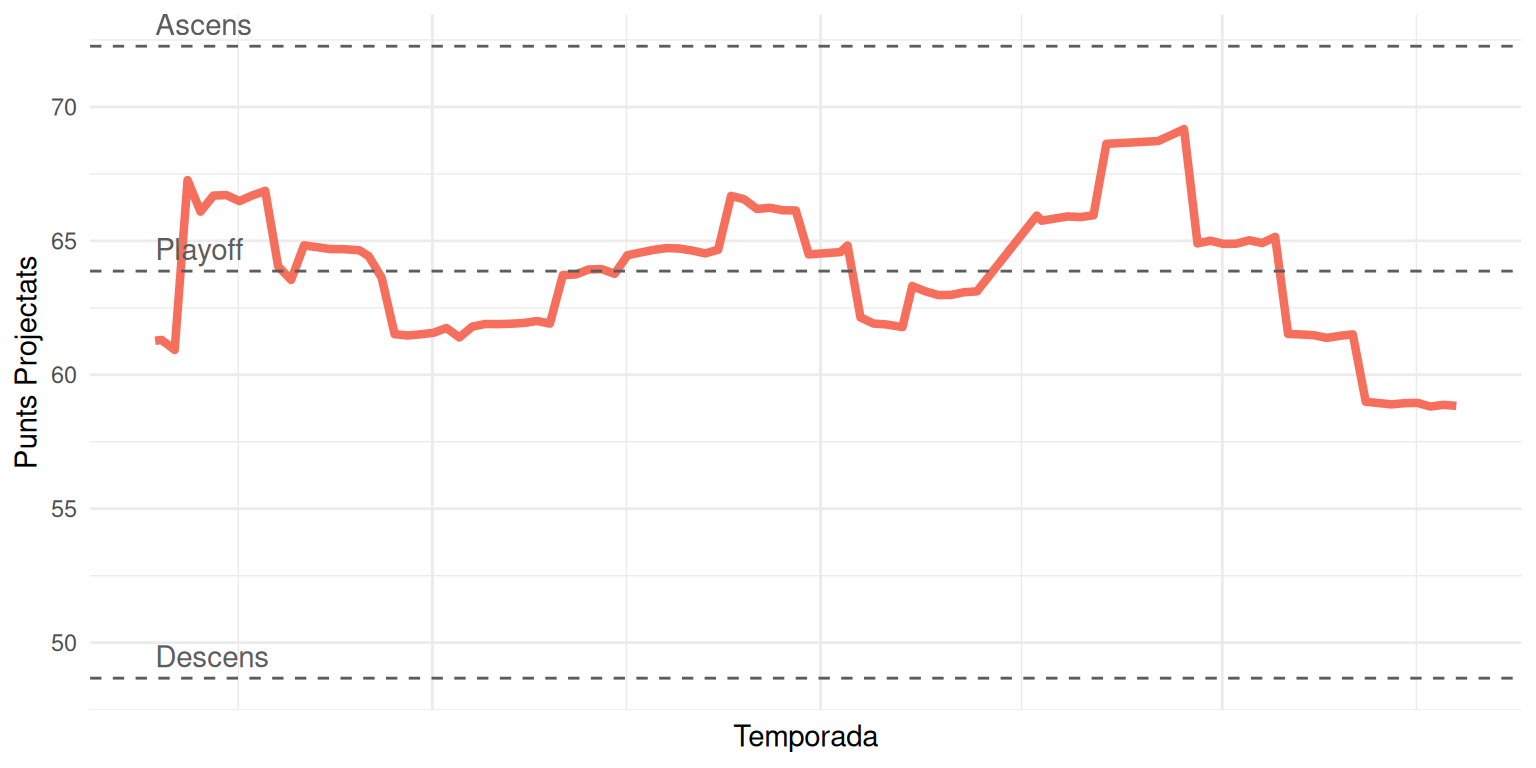 Ascens
70
65
Playoff
60
55
50
Descens
Punts Projectats
Temporada